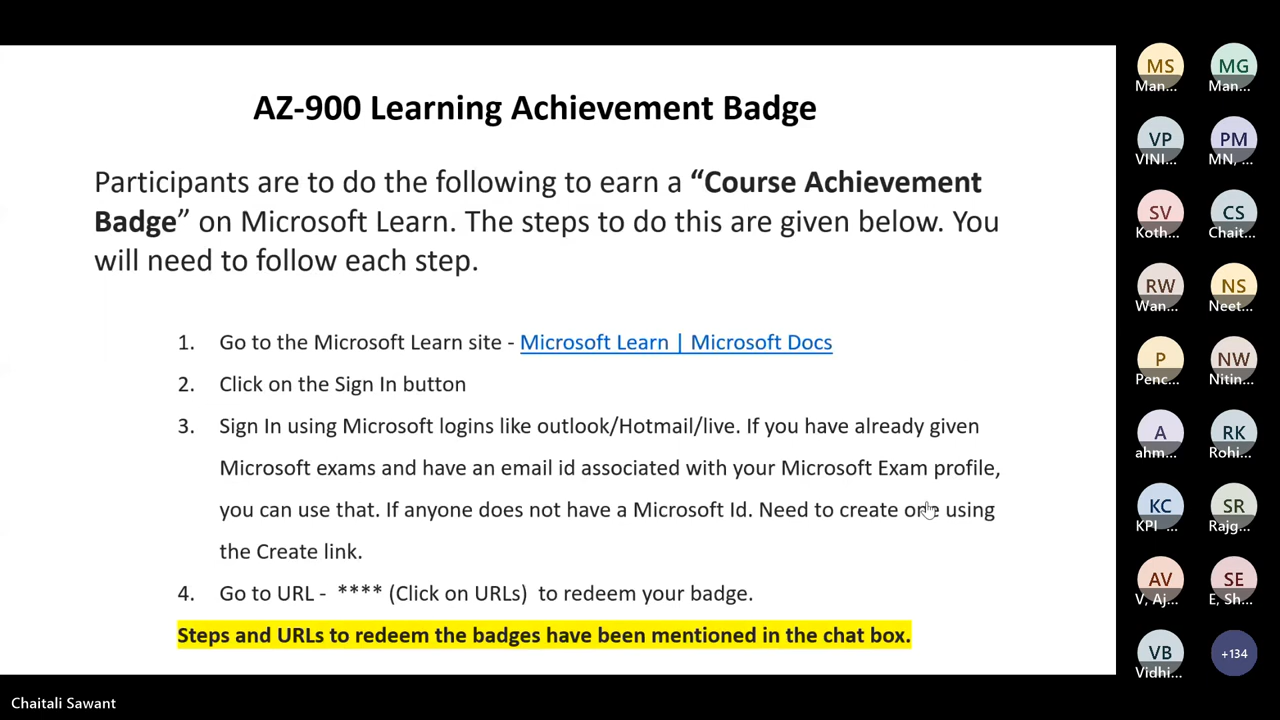 AZ-900 Learning Achievement Badge
Participants are to do the following to earn a “Course Achievement
Badge” on Microsoft Learn. The steps to do this are given below. You
will need to follow each step.
1. Go to the Microsoft Learn site - Microsoft Learn | Microsoft Docs
2. Click on the Sign In button
3. Sign In using Microsoft logins like outlook/Hotmail/live. If you have already given
Microsoft exams and have an email id associated with your Microsoft Exam profile,
you can use that. If anyone does not have a Microsoft Id. Need to create one using
the Create link.
4. Go to URL - **** (Click on URLs) to redeem your badge.
Steps and URLs to redeem the badges have been mentioned in the chat box.
MS MG
Man... Man...
VP PM
VINI... MN, ...
SV CS
Koth... Chait...
RW NS
Wan... Neet...
P NW
Penc... Nitin...
A RK
ahm... Rohi...
KC SR
KPI ... Rajg...
AV SE
V, Aj... E, Sh...
VB +134
Vidhi...
Chaitali Sawant